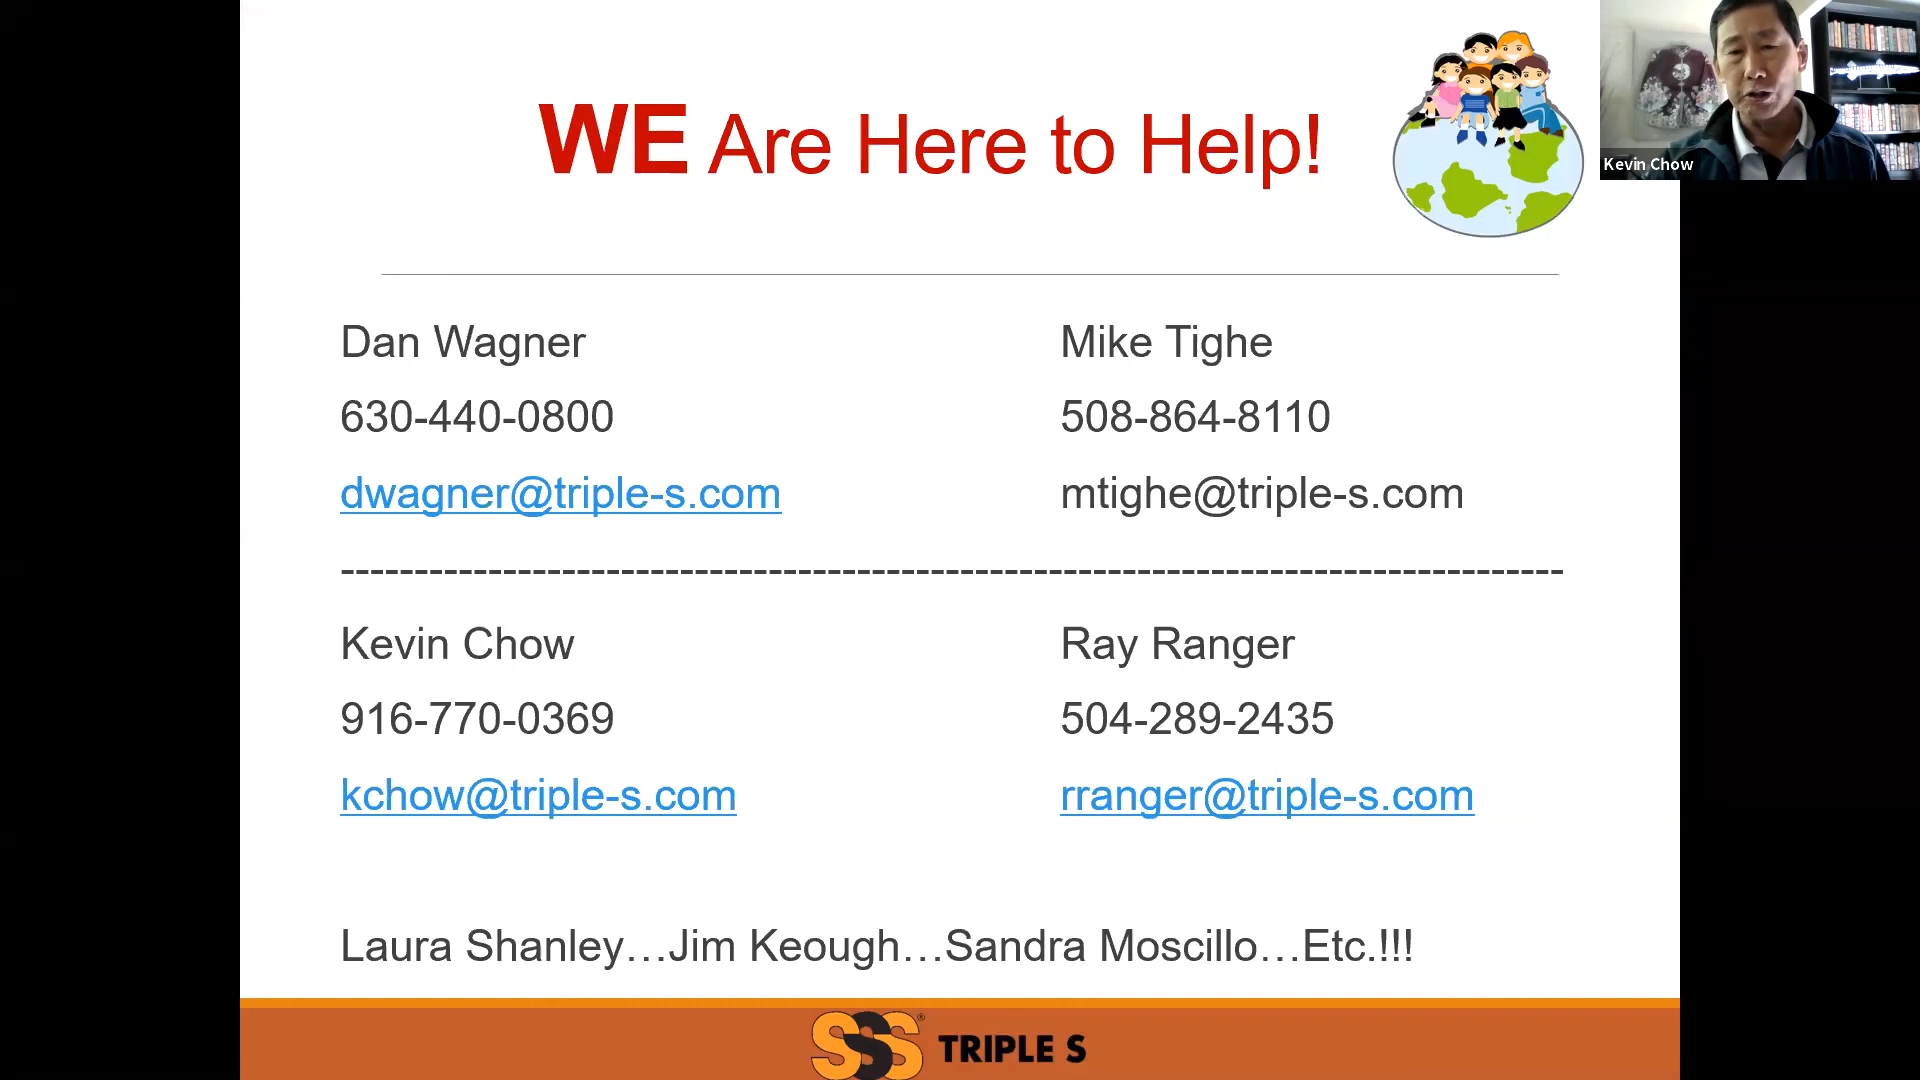 WE Are Here to Help!
Kevin Chow
Dan Wagner
630-440-0800
dwagner@triple-s.com
Mike Tighe
508-864-8110
mtighe@triple-s.com
-----------------------------------------------------------------------------------
Kevin Chow
916-770-0369
kchow@triple-s.com
Ray Ranger
504-289-2435
rranger@triple-s.com
Laura Shanley…Jim Keough…Sandra Moscillo…Etc.!!!
SSS® TRIPLE S